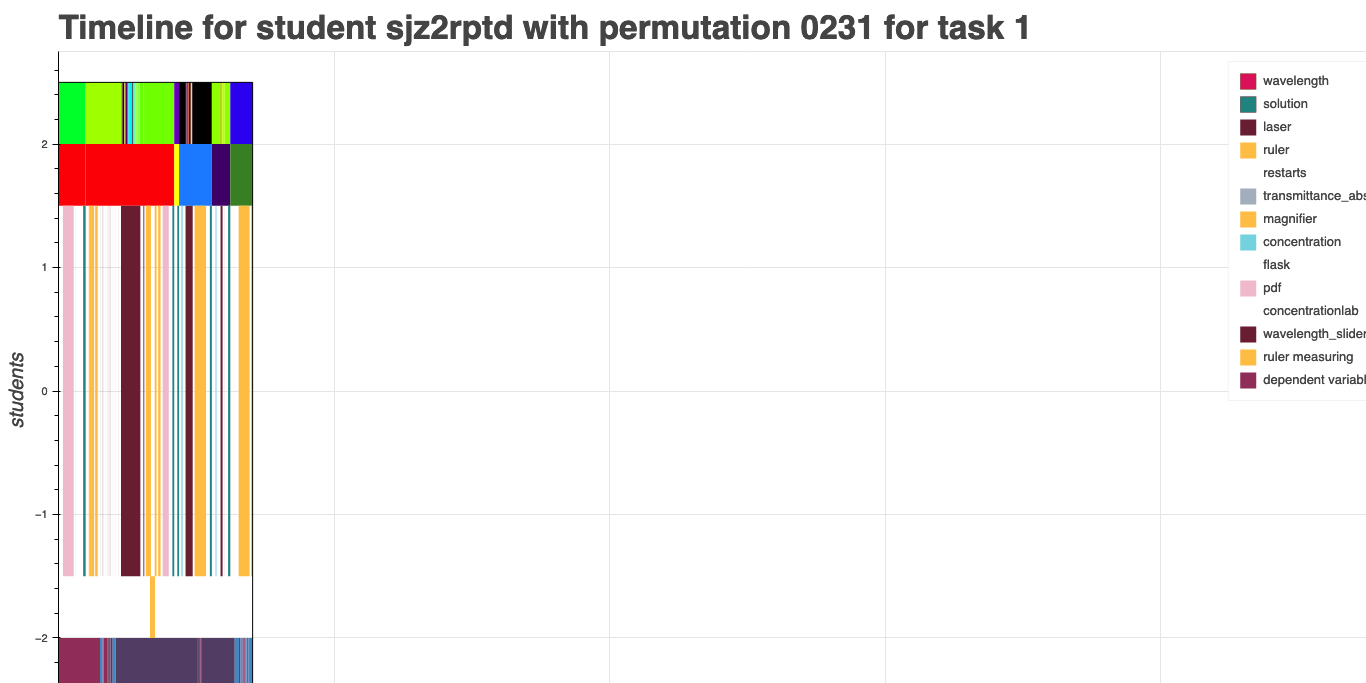 Timeline for student sjz2rptd with permutation 0231 for task 1
2
1
0
−1
−2
students
wavelength
solution
laser
ruler
restarts
transmittance_abs
magnifier
concentration
flask
pdf
concentrationlab
wavelength_slider
ruler measuring
dependent variabl